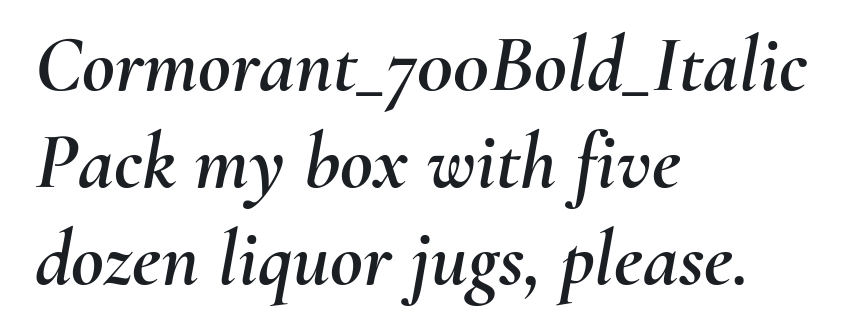 Cormorant_700Bold_Italic
Pack my box with five
dozen liquor jugs, please.